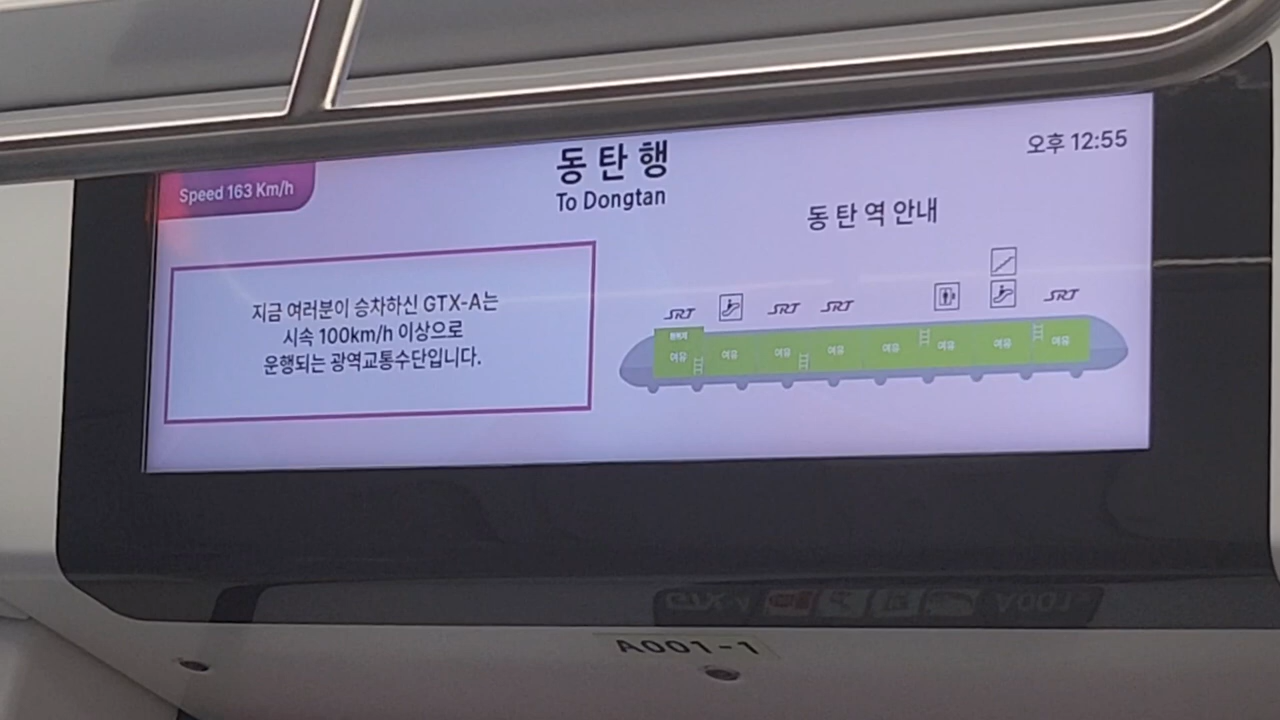 Speed 163 Km/h
동탄행
To Dongtan
오후 12:55
동탄역 안내
지금 여러분이 승차하신 GTX-A는
시속 100km/h 이상으로
운행되는 광역교통수단입니다.
SRT SRT SRT SRT
여유 여유 여유 여유 여유 여유 여유 여유
GTX-A A001-
A001-1